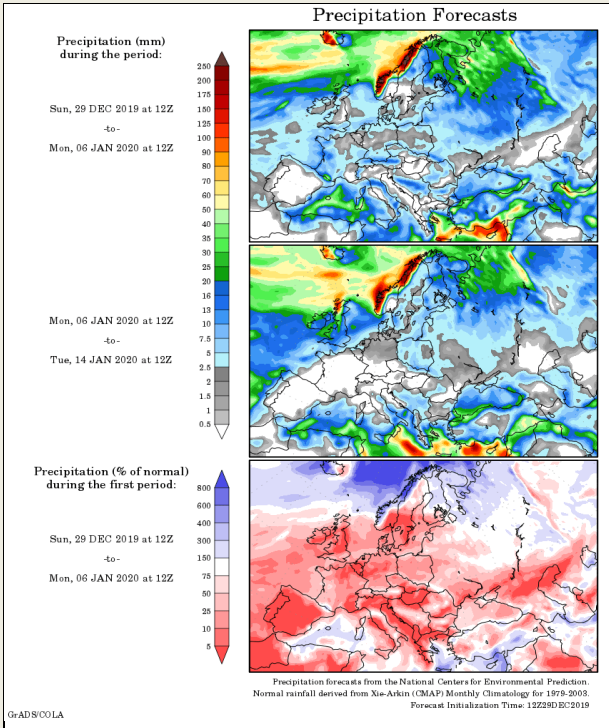 Precipitation Forecasts
Precipitation (mm)
during the period:
Sun, 29 DEC 2019 at 12Z
-to-
Mon, 06 JAN 2020 at 12Z
Mon, 06 JAN 2020 at 12Z
-to-
Tue, 14 JAN 2020 at 12Z
250
200
175
150
125
100
90
80
70
60
50
40
35
30
25
20
16
13
10
7.5
5
2.5
2
1.5
1
0.5
Precipitation (% of normal)
during the first period:
Sun, 29 DEC 2019 at 12Z
-to-
Mon, 06 JAN 2020 at 12Z
800
600
400
300
150
75
50
25
10
5
Precipitation forecasts from the National Centers for Environmental Prediction.
Normal rainfall derived from Xie-Arkin (CMAP) Monthly Climatology for 1979-2003.
Forecast Initialization Time: 12Z29DEC2019
GrADS/COLA